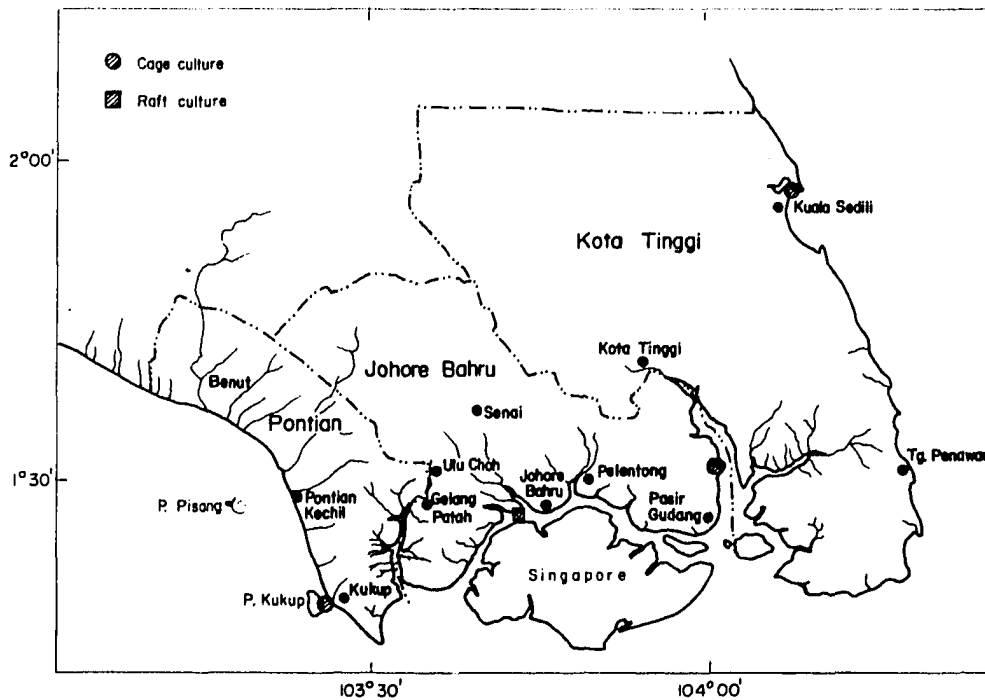 Cage culture
Raft culture
2°00'
Kuala Sedili
Kota Tinggi
Kota Tinggi
Johore Bahru
Benut
Senai
Pontian
Ulu Choh
Johore
Bahru
Pelentong
Tg. Penawar
1°30'
P. Pisang
Pontian
Kechil
Gelang
Patah
Pasir
Gudang
Singapore
P. Kukup
Kukup
103°30'
104°00'